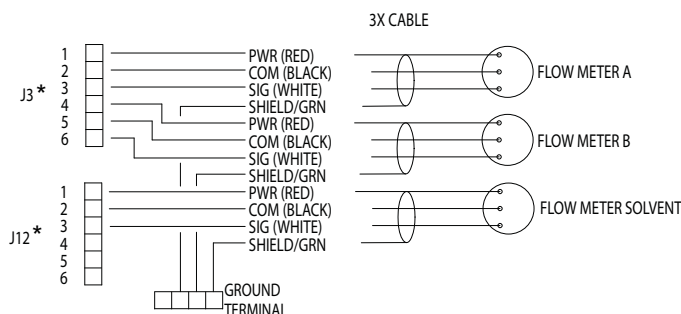 3X CABLE
J3*
1
2
3
4
5
6
PWR (RED)
COM (BLACK)
SIG (WHITE)
SHIELD/GRN
PWR (RED)
COM (BLACK)
SIG (WHITE)
SHIELD/GRN
FLOW METER A
FLOW METER B
J12*
1
2
3
4
5
6
PWR (RED)
COM (BLACK)
SIG (WHITE)
SHIELD/GRN
FLOW METER SOLVENT
GROUND
TERMINAL